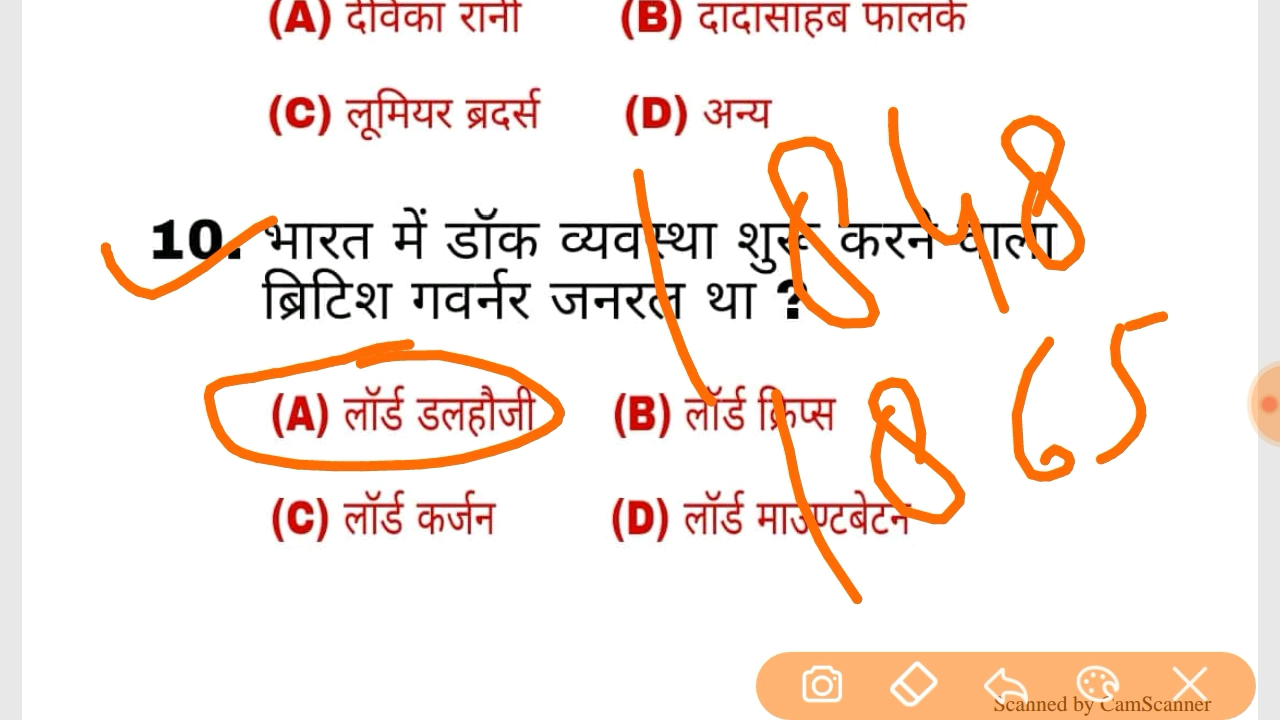 (A) देविका रानी (B) दादासाहब फालके
(C) लूमियर ब्रदर्स (D) अन्य
10. भारत में डॉक व्यवस्था शुरू करने वाला
ब्रिटिश गवर्नर जनरल था ?
1848
(A) लॉर्ड डलहौजी (B) लॉर्ड क्रिप्स
1865
(C) लॉर्ड कर्जन (D) लॉर्ड माउण्टबेटन
Scanned by CamScanner